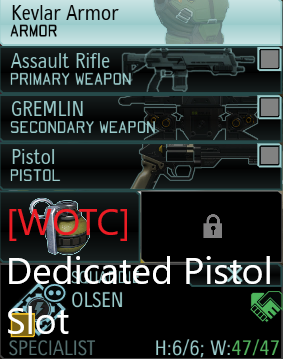 Kevlar Armor
ARMOR
Assault Rifle
PRIMARY WEAPON
GREMLIN
SECONDARY WEAPON
Pistol
PISTOL
[WOTC]
Dedicated Pistol
Slot
OLSEN
SPECIALIST
H:6/6; W:47/47